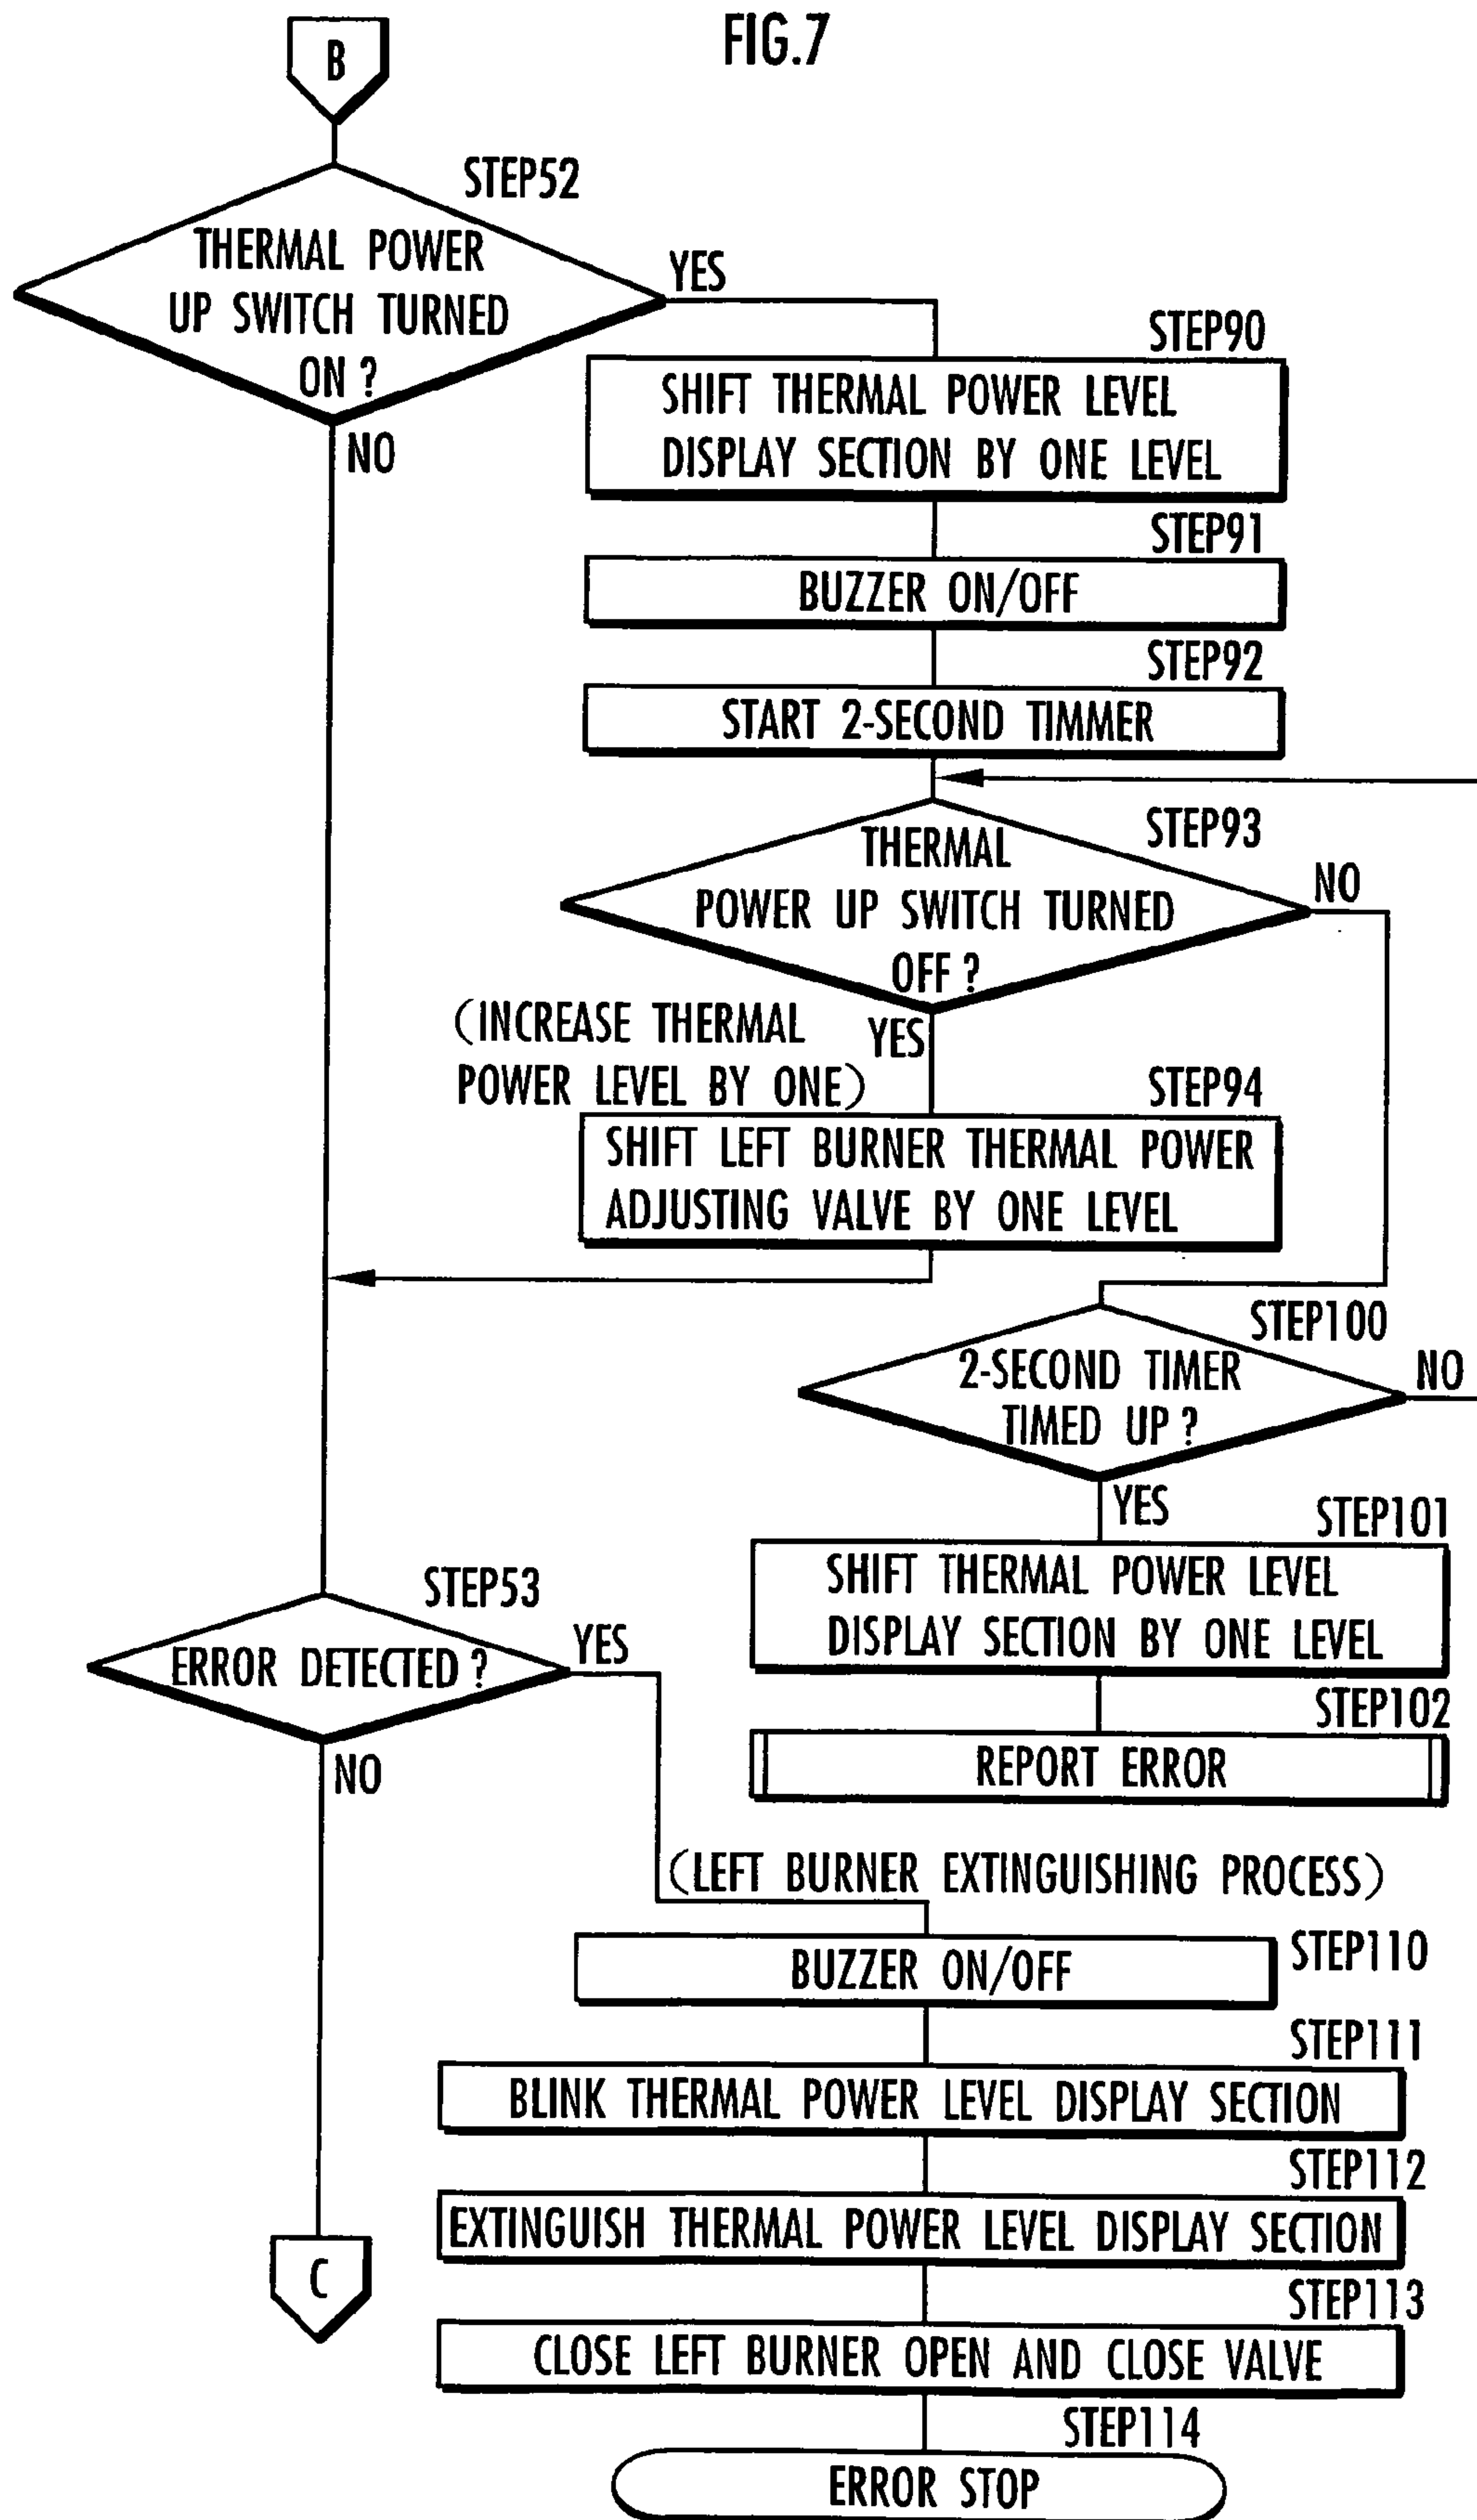 FIG.7
B
STEP52
THERMAL POWER
UP SWITCH TURNED
ON ?
YES
NO
STEP90
SHIFT THERMAL POWER LEVEL
DISPLAY SECTION BY ONE LEVEL
STEP91
BUZZER ON/OFF
STEP92
START 2-SECOND TIMMER
STEP93
THERMAL
POWER UP SWITCH TURNED
OFF ?
NO
YES
(INCREASE THERMAL
POWER LEVEL BY ONE)
STEP94
SHIFT LEFT BURNER THERMAL POWER
ADJUSTING VALVE BY ONE LEVEL
STEP100
2-SECOND TIMER
TIMED UP ?
NO
YES
STEP101
SHIFT THERMAL POWER LEVEL
DISPLAY SECTION BY ONE LEVEL
STEP102
REPORT ERROR
STEP53
ERROR DETECTED ?
YES
NO
(LEFT BURNER EXTINGUISHING PROCESS)
STEP110
BUZZER ON/OFF
STEP111
BLINK THERMAL POWER LEVEL DISPLAY SECTION
STEP112
EXTINGUISH THERMAL POWER LEVEL DISPLAY SECTION
C
STEP113
CLOSE LEFT BURNER OPEN AND CLOSE VALVE
STEP114
ERROR STOP